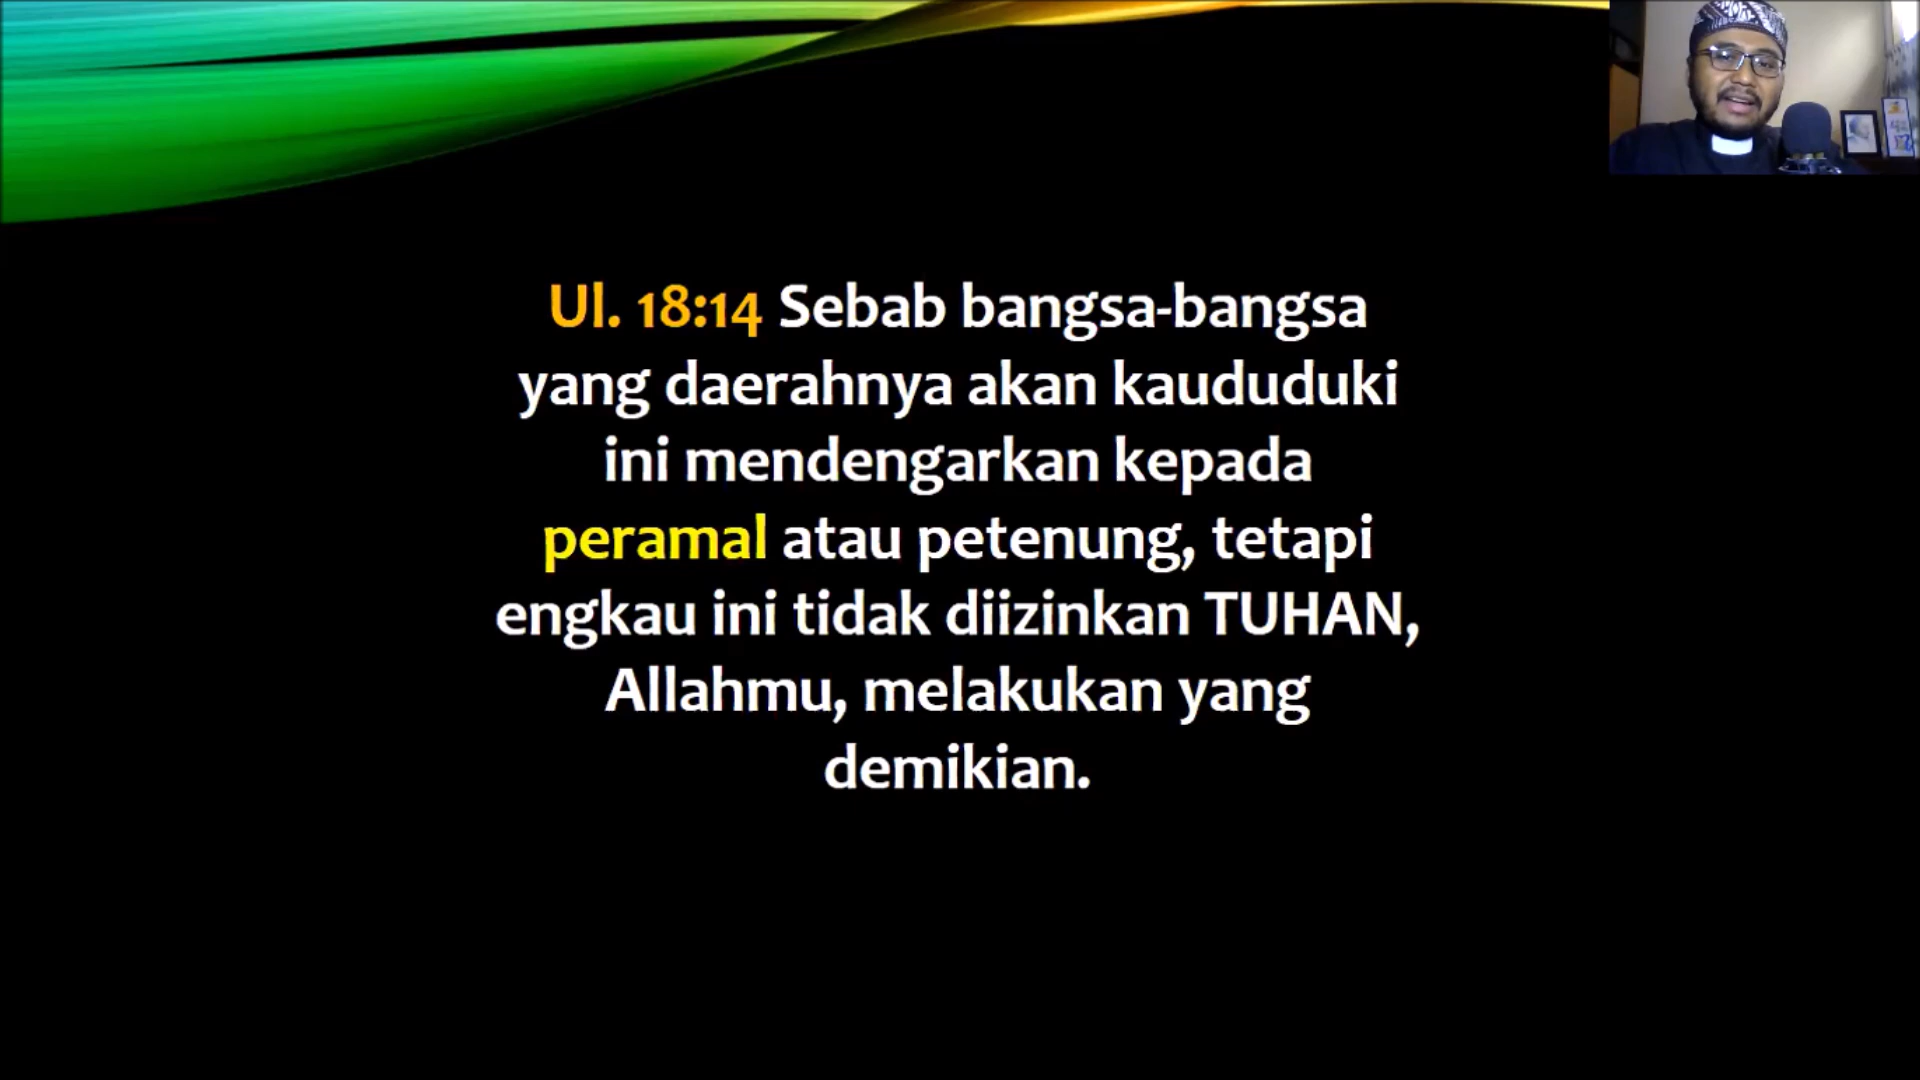 Ul. 18:14 Sebab bangsa-bangsa
yang daerahnya akan kaududuki
ini mendengarkan kepada
peramal atau petenung, tetapi
engkau ini tidak diizinkan TUHAN,
Allahmu, melakukan yang
demikian.